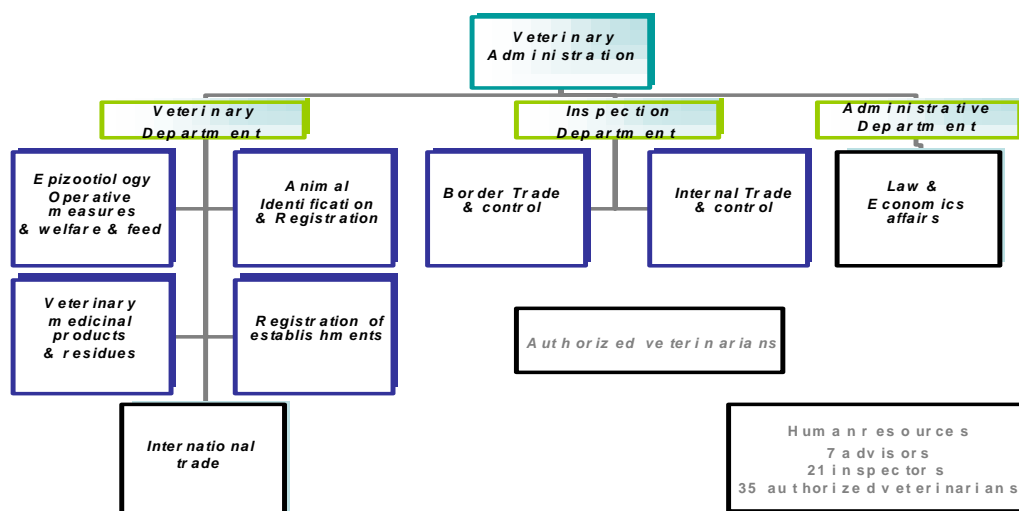 Veterinary
Administration
Veterinary
Department
Inspection
Department
Administrative
Department
Epizootiology
Operative
measures
& welfare & feed
Animal
Identification
& Registration
Border Trade
& control
Internal Trade
& control
Law &
Economics
affairs
Veterinary
medicinal
products
& residues
Registration of
establishments
Authorized veterinarians
International
trade
Human resources
7 advisors
21 inspectors
35 authorized veterinarians